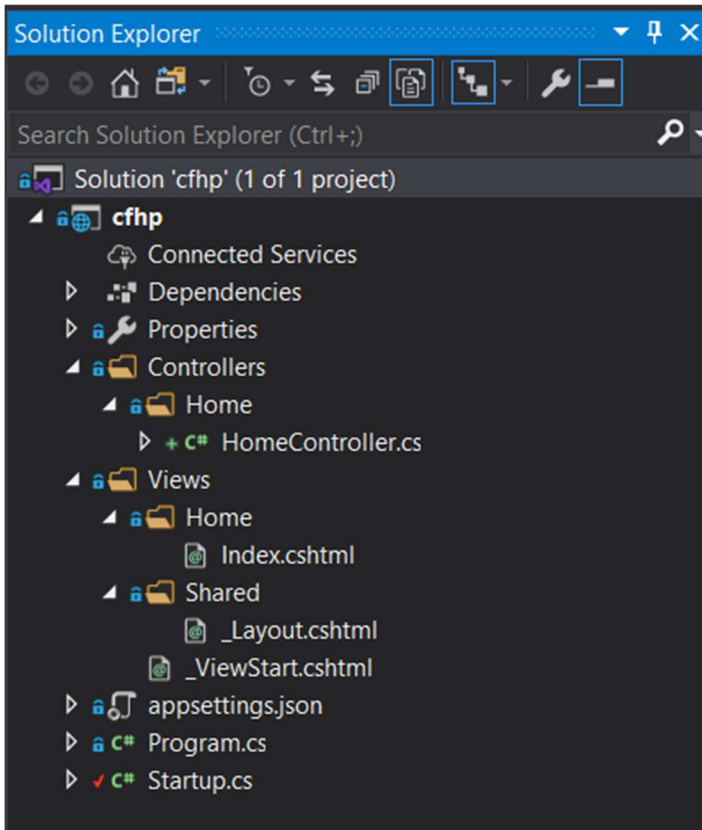 Solution Explorer
Search Solution Explorer (Ctrl+;)
Solution 'cfhp' (1 of 1 project)
cfhp
Connected Services
Dependencies
Properties
Controllers
Home
C# HomeController.cs
Views
Home
Index.cshtml
Shared
_Layout.cshtml
_ViewStart.cshtml
appsettings.json
C# Program.cs
C# Startup.cs